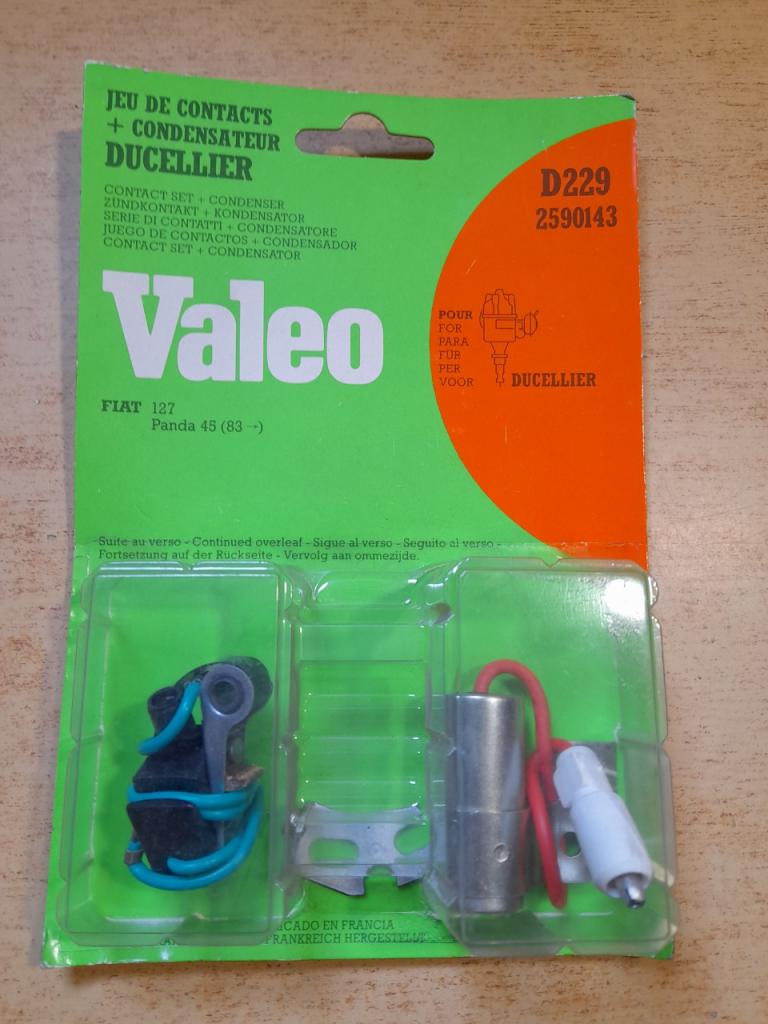 JEU DE CONTACTS
+ CONDENSATEUR
DUCELLIER
CONTACT SET + CONDENSER
ZUNDKONTAKT + KONDENSATOR
SERIE DI CONTATTI + CONDENSATORE
JUEGO DE CONTACTOS + CONDENSADOR
CONTACT SET + CONDENSATOR
D229
2590143
Valeo
POUR
FOR
PARA
FÜR
PER
VOOR
DUCELLIER
FIAT 127
Panda 45 (83 →)
Suite au verso - Continued overleaf - Sigue al verso - Seguito al verso -
Fortsetzung auf der Rückseite - Vervolg aan ommezijde.
EN FRANCIA
FRANKREICH HERGESTELLT